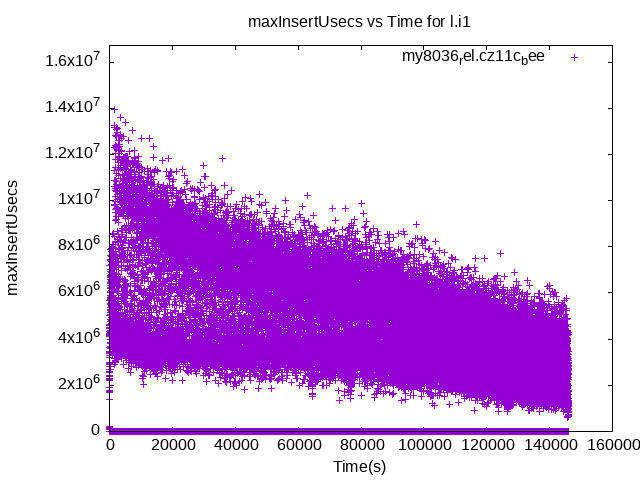 maxInsertUsecs vs Time for l.i1
my8036_rel.cz11c_bee
1.6x10^7
1.4x10^7
1.2x10^7
1x10^7
8x10^6
6x10^6
4x10^6
2x10^6
0
maxInsertUsecs
0 20000 40000 60000 80000 100000 120000 140000 160000
Time(s)